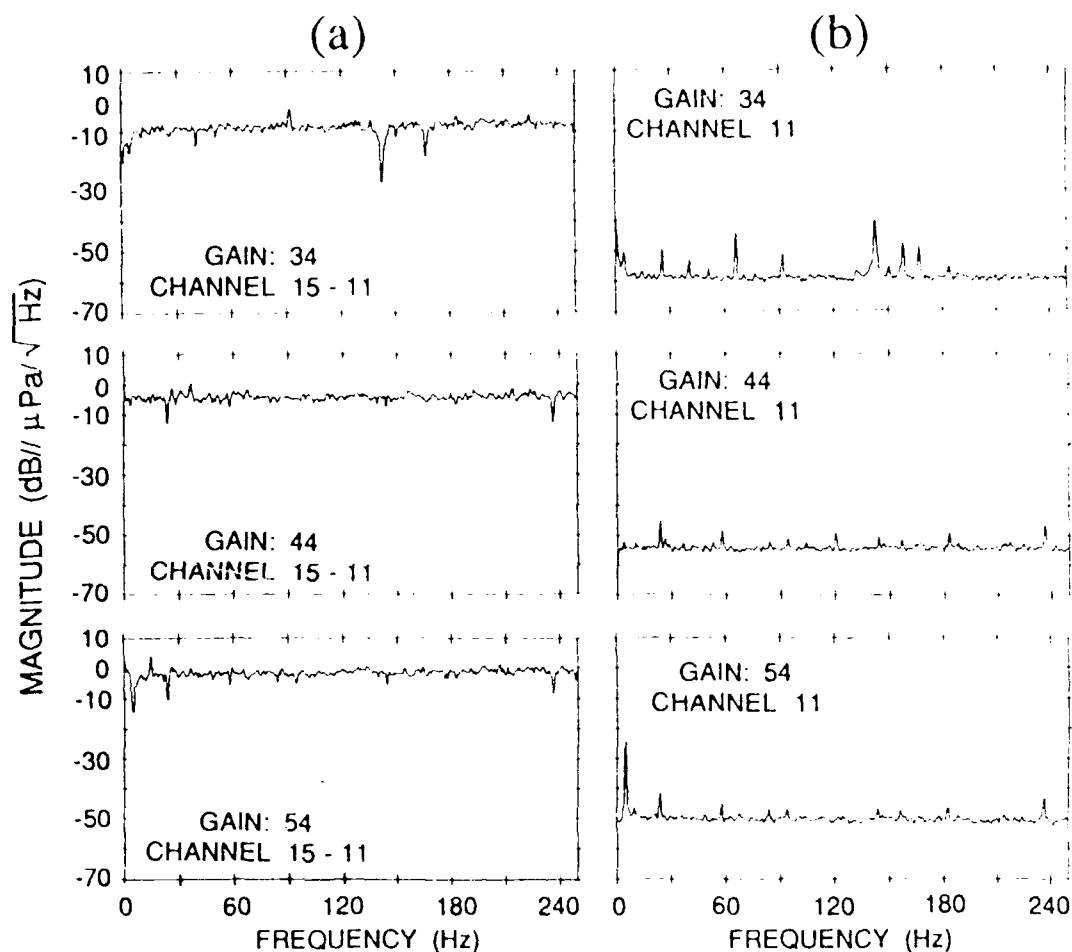 (a)
(b)
MAGNITUDE (dB// μPa/√Hz)
10
0
-10
-30
-50
-70
GAIN: 34
CHANNEL 15 - 11
GAIN: 34
CHANNEL 11
10
0
-10
-30
-50
-70
GAIN: 44
CHANNEL 15 - 11
GAIN: 44
CHANNEL 11
10
0
-10
-30
-50
-70
GAIN: 54
CHANNEL 15 - 11
GAIN: 54
CHANNEL 11
0 60 120 180 240
FREQUENCY (Hz)
0 60 120 180 240
FREQUENCY (Hz)